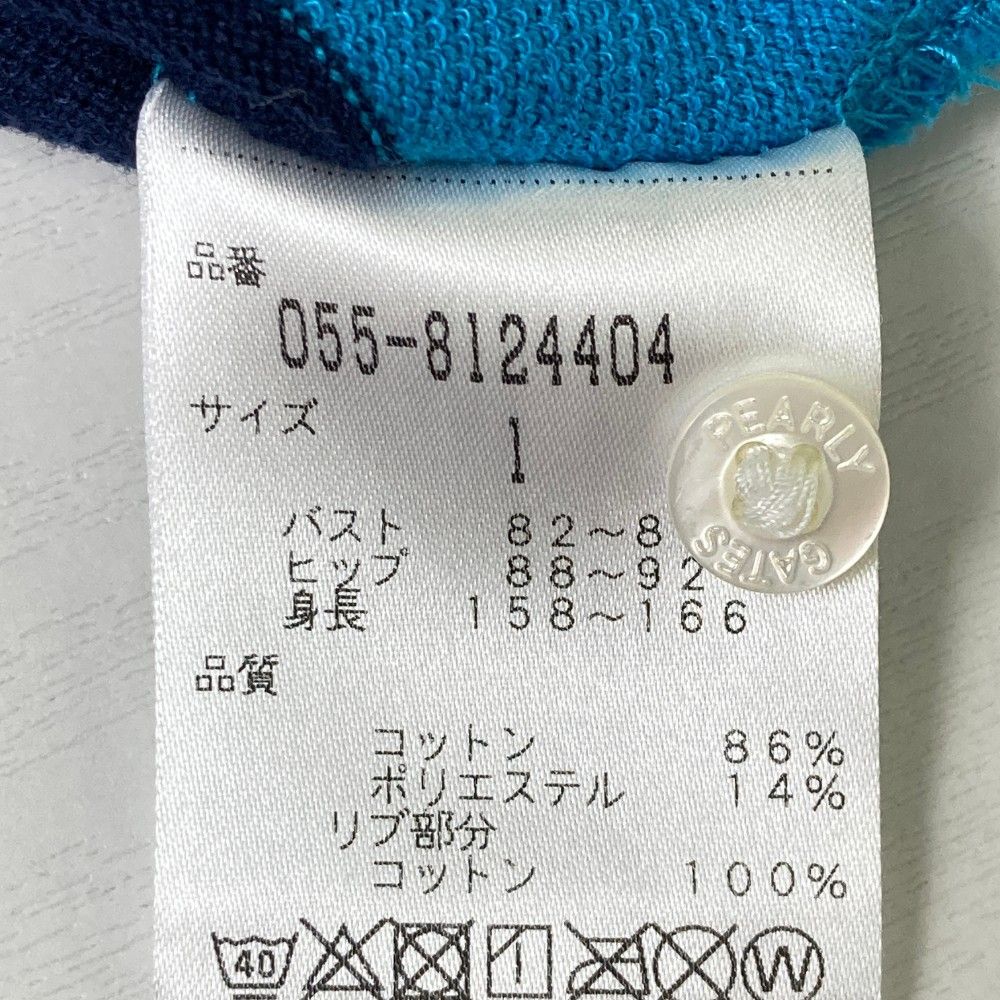 品番
055-8124404
サイズ
1
バスト 82～8
ヒップ 88～92
身長 158～166
品質
コットン 86%
ポリエステル 14%
リブ部分
コットン 100%
40
W
PEARLY
GATES